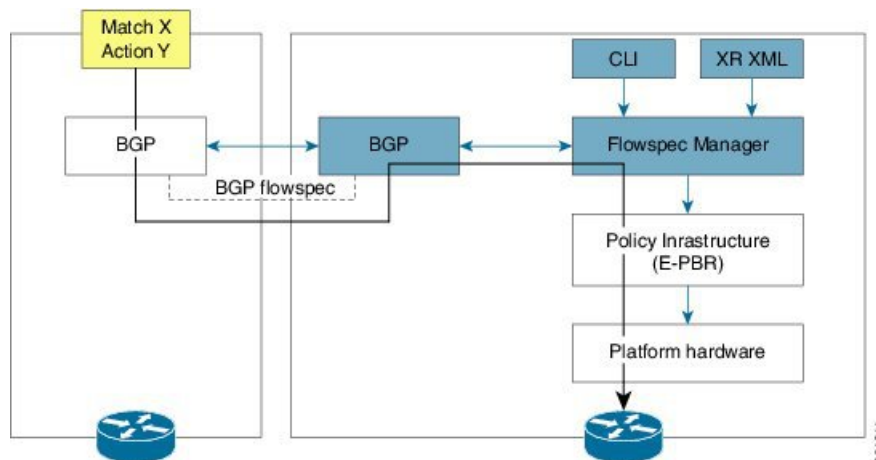 Match X
Action Y
CLI
XR XML
BGP
BGP
Flowspec Manager
BGP flowspec
Policy Inrastructure
(E-PBR)
Platform hardware